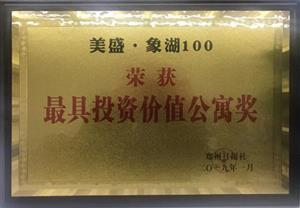 美盛·象湖100
荣获
最具投资价值公寓奖
郑州日报社
二〇一九年一月